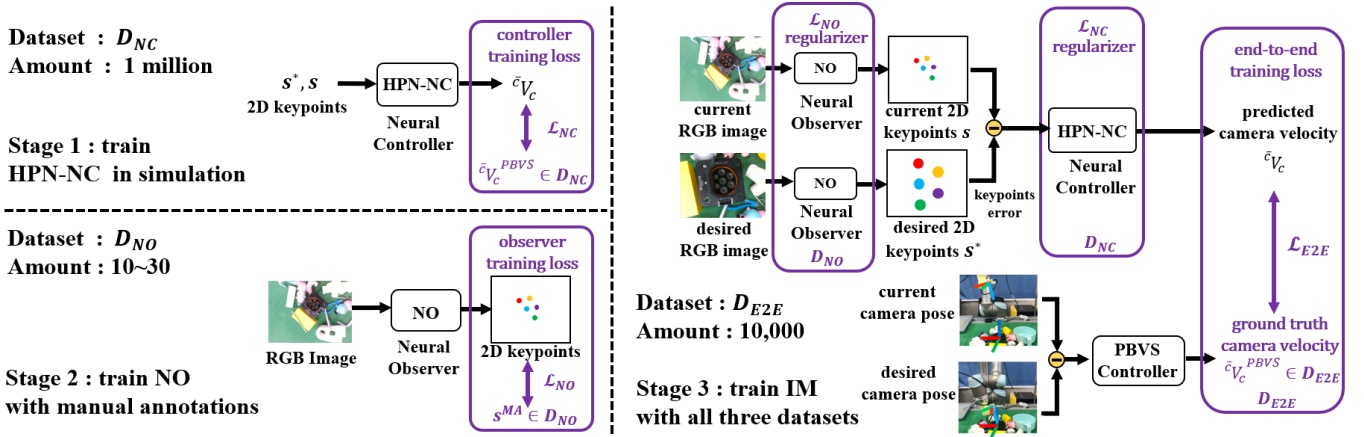 Dataset : D_NC
Amount : 1 million
s*, s
2D keypoints
HPN-NC
Neural
Controller
controller
training loss
c̄V_c
ℒ_NC
c̄V_c^PBVS ∈ D_NC
Stage 1 : train
HPN-NC in simulation
Dataset : D_NO
Amount : 10~30
RGB Image
NO
Neural
Observer
observer
training loss
2D keypoints
ℒ_NO
s^MA ∈ D_NO
Stage 2 : train NO
with manual annotations
current
RGB image
ℒ_NO
regularizer
NO
Neural
Observer
current 2D
keypoints s
desired
RGB image
NO
Neural
Observer
D_NO
desired 2D
keypoints s*
keypoints
error
ℒ_NC
regularizer
HPN-NC
Neural
Controller
D_NC
end-to-end
training loss
predicted
camera velocity
c̄V_c
ℒ_E2E
ground truth
camera velocity
c̄V_c^PBVS ∈ D_E2E
D_E2E
Dataset : D_E2E
Amount : 10,000
current
camera pose
desired
camera pose
PBVS
Controller
Stage 3 : train IM
with all three datasets